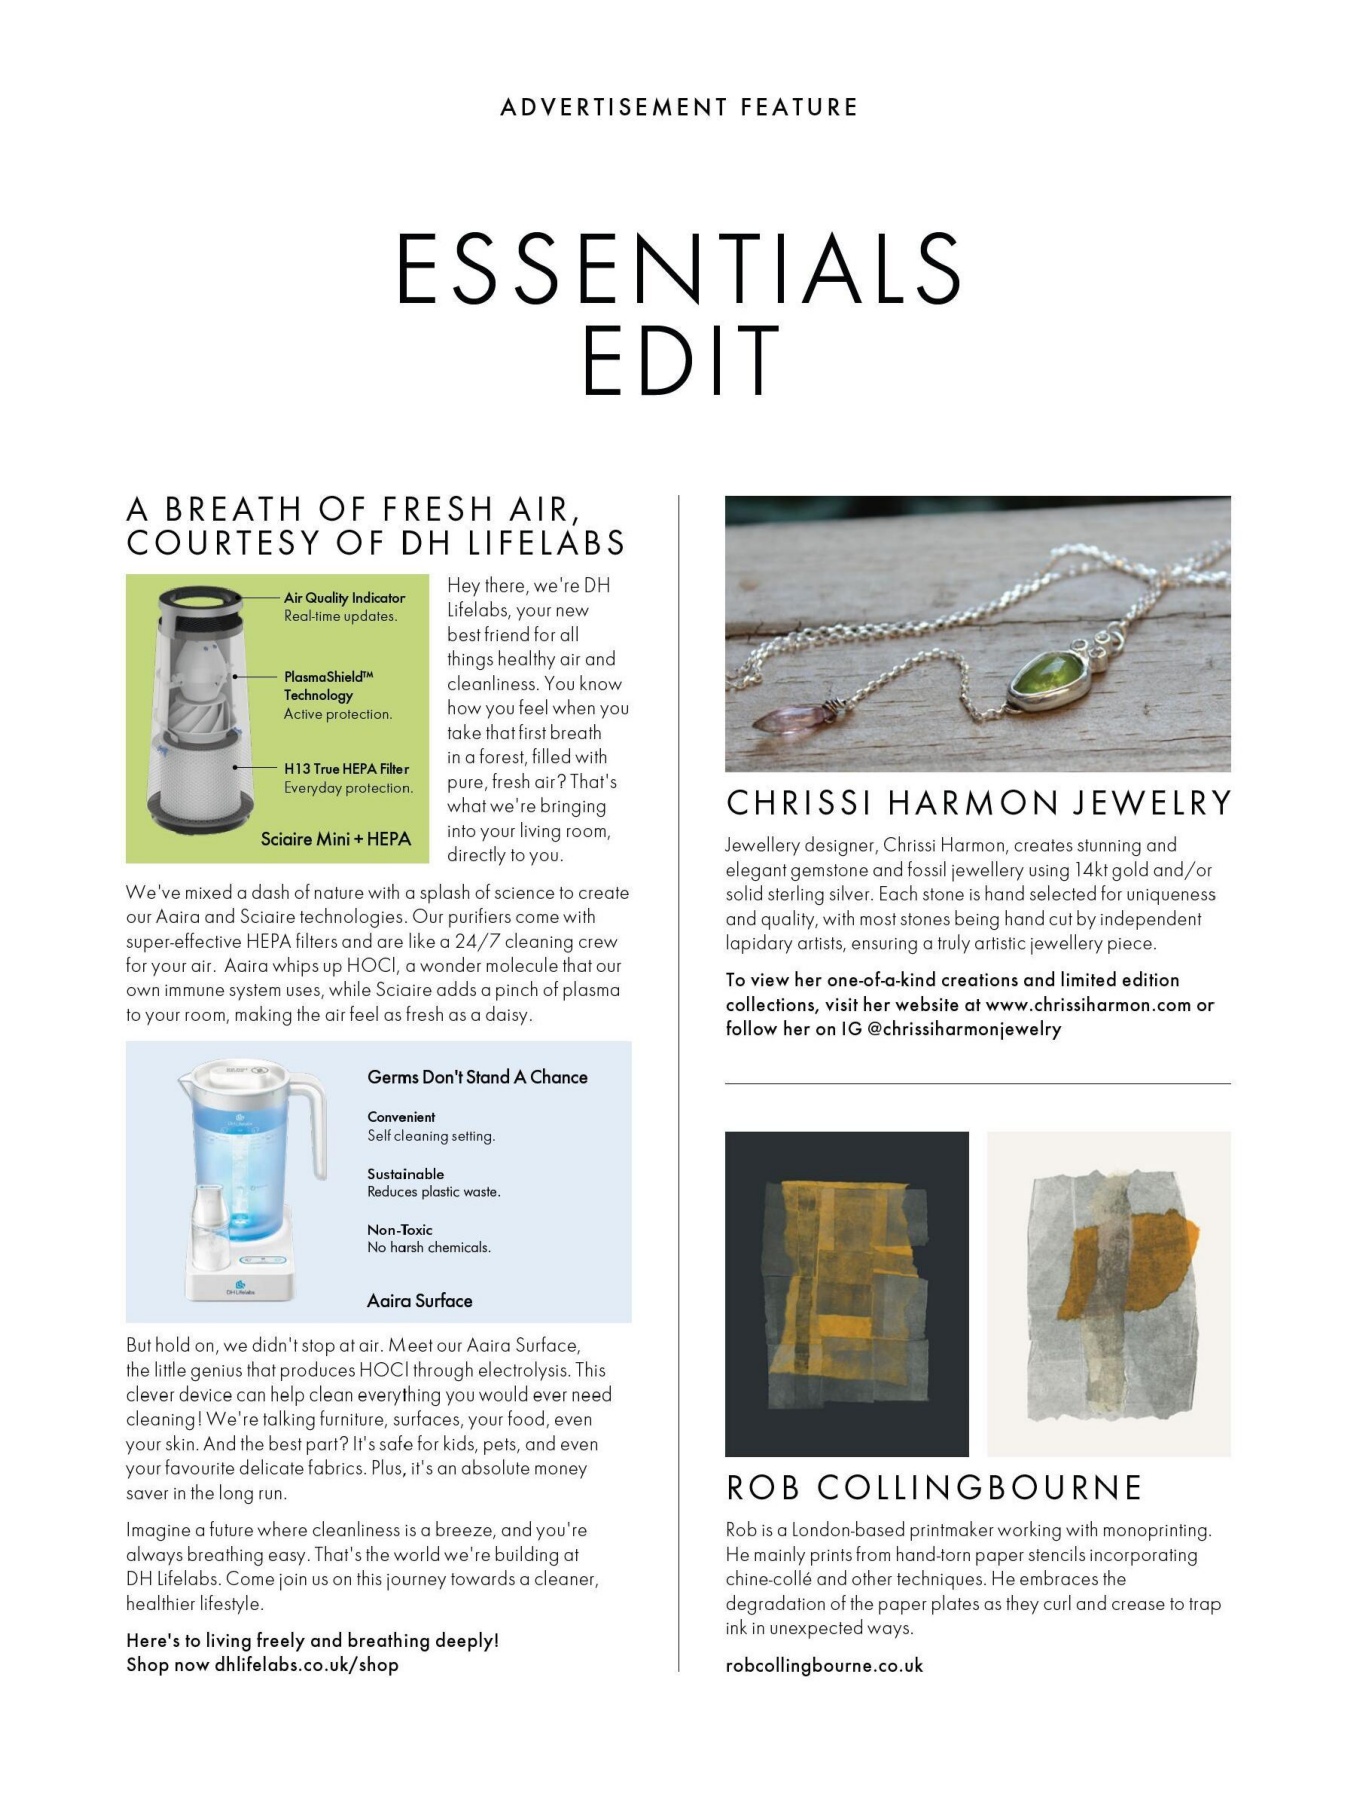 ADVERTISEMENT FEATURE
ESSENTIALS
EDIT
A BREATH OF FRESH AIR,
COURTESY OF DH LIFELABS
Air Quality Indicator
Real-time updates.
PlasmaShield™
Technology
Active protection.
H13 True HEPA Filter
Everyday protection.
Sciaire Mini + HEPA
Hey there, we're DH
Lifelabs, your new
best friend for all
things healthy air and
cleanliness. You know
how you feel when you
take that first breath
in a forest, filled with
pure, fresh air? That's
what we're bringing
into your living room,
directly to you.
We've mixed a dash of nature with a splash of science to create
our Aaira and Sciaire technologies. Our purifiers come with
super-effective HEPA filters and are like a 24/7 cleaning crew
for your air. Aaira whips up HOCl, a wonder molecule that our
own immune system uses, while Sciaire adds a pinch of plasma
to your room, making the air feel as fresh as a daisy.
Germs Don't Stand A Chance
Convenient
Self cleaning setting.
Sustainable
Reduces plastic waste.
Non-Toxic
No harsh chemicals.
Aaira Surface
DH Lifelabs
But hold on, we didn't stop at air. Meet our Aaira Surface,
the little genius that produces HOCl through electrolysis. This
clever device can help clean everything you would ever need
cleaning! We're talking furniture, surfaces, your food, even
your skin. And the best part? It's safe for kids, pets, and even
your favourite delicate fabrics. Plus, it's an absolute money
saver in the long run.
Imagine a future where cleanliness is a breeze, and you're
always breathing easy. That's the world we're building at
DH Lifelabs. Come join us on this journey towards a cleaner,
healthier lifestyle.
Here's to living freely and breathing deeply!
Shop now dhlifelabs.co.uk/shop
CHRISSI HARMON JEWELRY
Jewellery designer, Chrissi Harmon, creates stunning and
elegant gemstone and fossil jewellery using 14kt gold and/or
solid sterling silver. Each stone is hand selected for uniqueness
and quality, with most stones being hand cut by independent
lapidary artists, ensuring a truly artistic jewellery piece.
To view her one-of-a-kind creations and limited edition
collections, visit her website at www.chrissiharmon.com or
follow her on IG @chrissiharmonjewelry
ROB COLLINGBOURNE
Rob is a London-based printmaker working with monoprinting.
He mainly prints from hand-torn paper stencils incorporating
chine-collé and other techniques. He embraces the
degradation of the paper plates as they curl and crease to trap
ink in unexpected ways.
robcollingbourne.co.uk